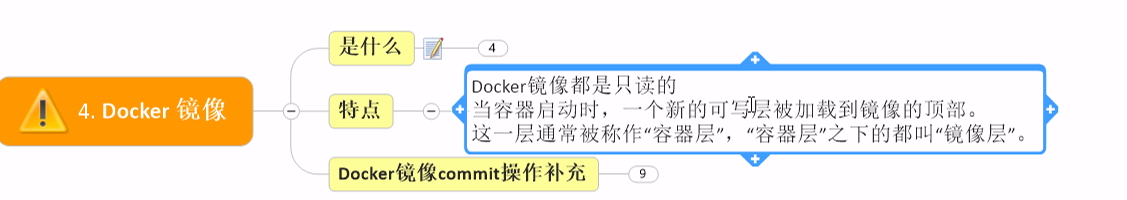 是什么
4
4. Docker 镜像
特点
Docker镜像都是只读的
当容器启动时，一个新的可写层被加载到镜像的顶部。
这一层通常被称作“容器层”，“容器层”之下的都叫“镜像层”。
Docker镜像commit操作补充
9